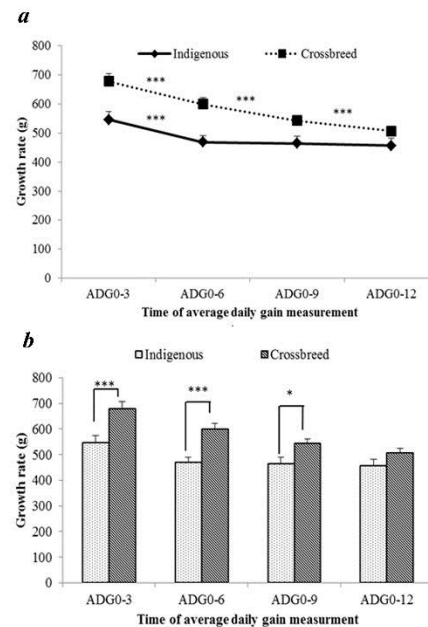 a
Indigenous Crossbreed
800
700
600
500
400
300
200
100
0
Growth rate (g)
***
***
***
***
ADG0-3 ADG0-6 ADG0-9 ADG0-12
Time of average daily gain measurement
b
Indigenous Crossbreed
800
700
600
500
400
300
200
100
0
Growth rate (g)
***
***
*
ADG0-3 ADG0-6 ADG0-9 ADG0-12
Time of average daily gain measurment